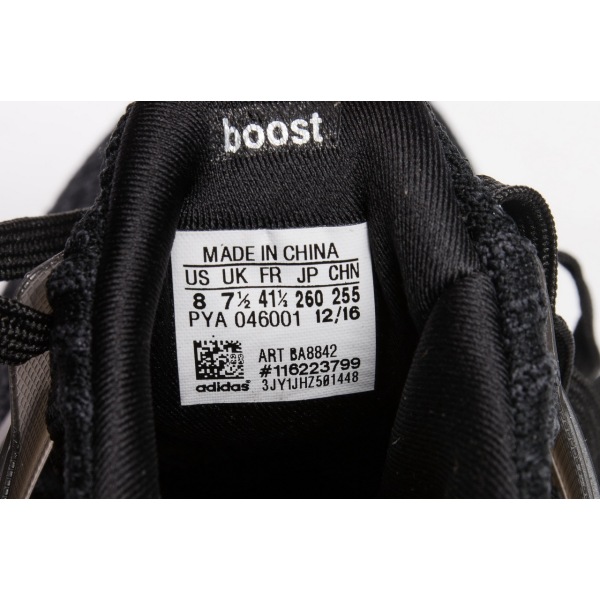 boost
MADE IN CHINA
US UK FR JP CHN
8 7½ 41½ 260 255
PYA 046001 12/16
ART BA8842
#116223799
adidas
3JY1JHZ501448